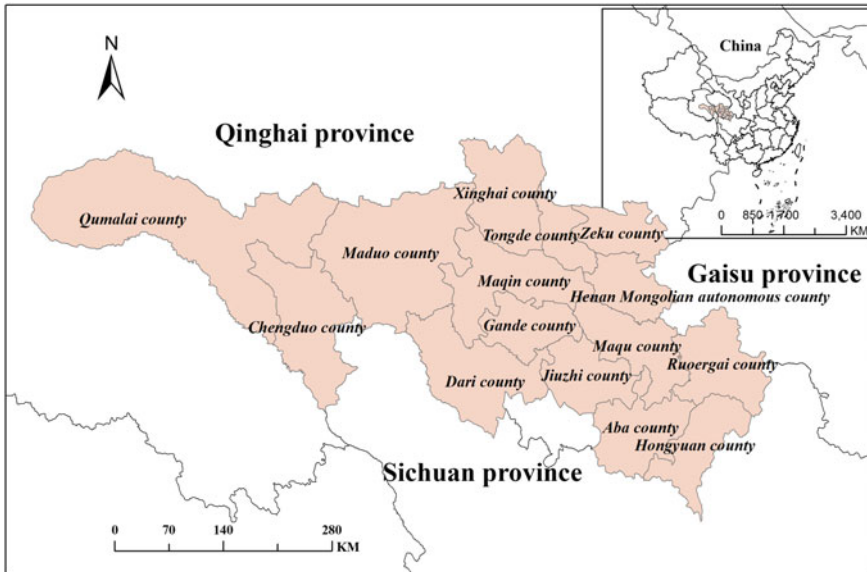 N
China
Qinghai province
0 850 1,700 3,400
KM
Xinghai county
Qumalai county
Tongde county
Zeku county
Maduo county
Gaisu province
Maqin county
Henan Mongolian autonomous county
Chengduo county
Gande county
Maqu county
Ruoergai county
Dari county
Jiuzhi county
Aba county
Hongyuan county
Sichuan province
0 70 140 280
KM